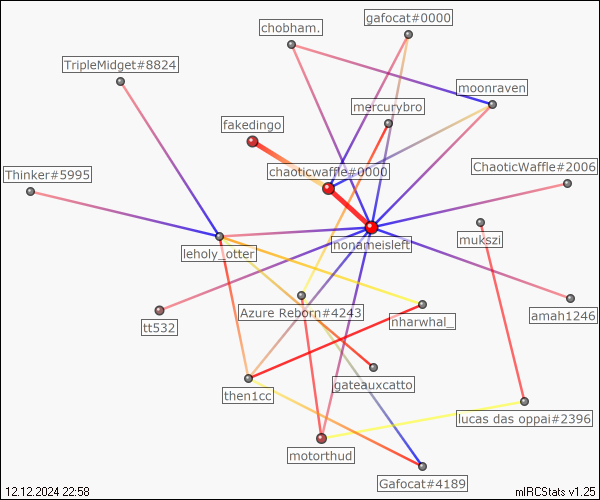 gafocat#0000
chobham.
TripleMidget#8824
moonraven
mercurybro
fakedingo
chaoticwaffle#0000
ChaoticWaffle#2006
Thinker#5995
nonameisleft
mukszi
leholy_otter
Azure Reborn#4243
nharwhal_
amah1246
tt532
gateauxcatto
then1cc
lucas das oppai#2396
motorthud
Gafocat#4189
12.12.2024 22:58
mIRCStats v1.25